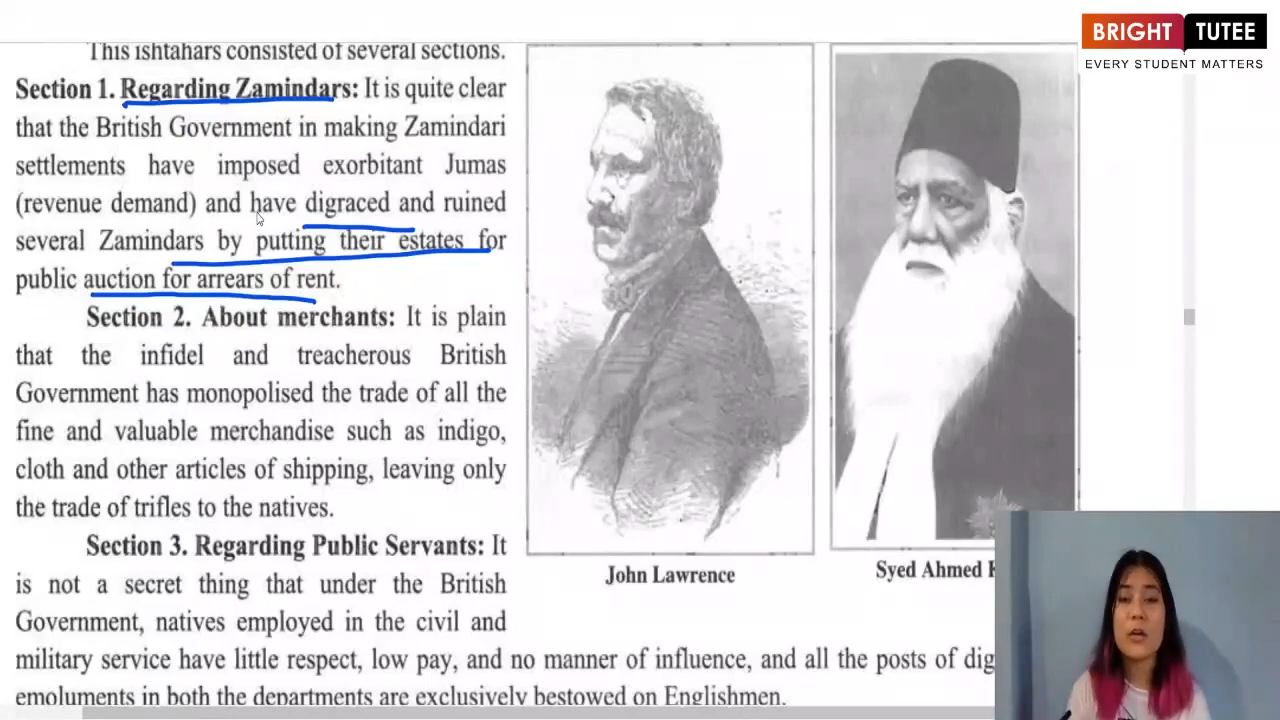 BRIGHT TUTEE
EVERY STUDENT MATTERS
This ishtahars consisted of several sections.
Section 1. Regarding Zamindars: It is quite clear
that the British Government in making Zamindari
settlements have imposed exorbitant Jumas
(revenue demand) and have digraced and ruined
several Zamindars by putting their estates for
public auction for arrears of rent.
Section 2. About merchants: It is plain
that the infidel and treacherous British
Government has monopolised the trade of all the
fine and valuable merchandise such as indigo,
cloth and other articles of shipping, leaving only
the trade of trifles to the natives.
Section 3. Regarding Public Servants: It
is not a secret thing that under the British
Government, natives employed in the civil and
military service have little respect, low pay, and no manner of influence, and all the posts of dig
emoluments in both the departments are exclusively bestowed on Englishmen.
John Lawrence
Syed Ahmed